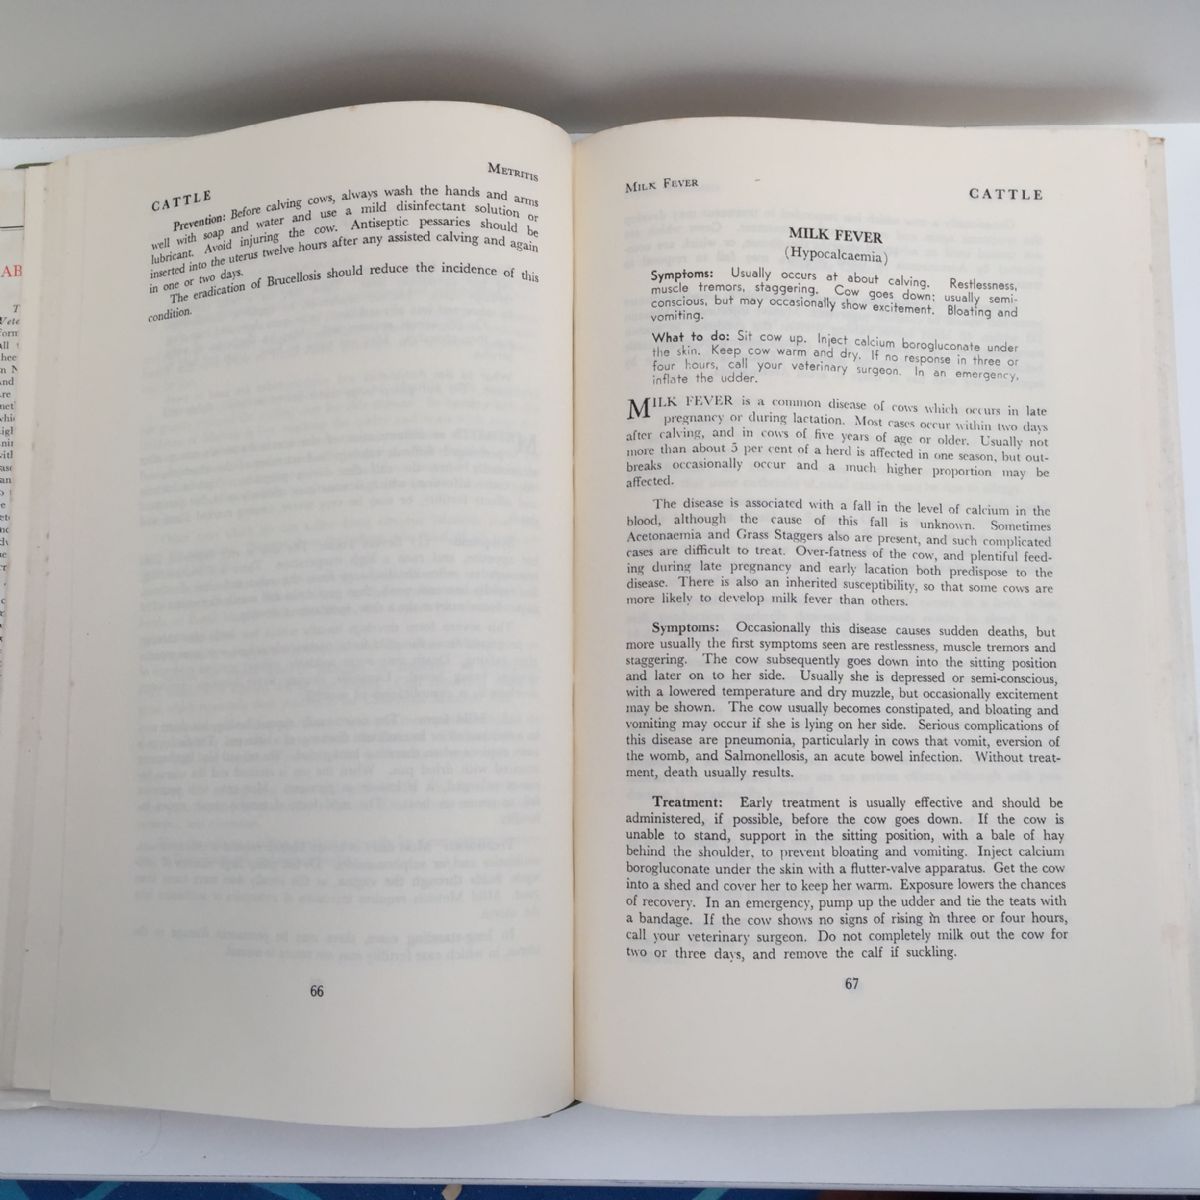 CATTLE
METRITIS
Prevention: Before calving cows, always wash the hands and arms
well with soap and water and use a mild disinfectant solution or
lubricant. Avoid injuring the cow. Antiseptic pessaries should be
inserted into the uterus twelve hours after any assisted calving and again
in one or two days.
The eradication of Brucellosis should reduce the incidence of this
condition.
66
MILK FEVER
CATTLE
MILK FEVER
(Hypocalcaemia)
Symptoms: Usually occurs at about calving. Restlessness,
muscle tremors, staggering. Cow goes down; usually semi-
conscious, but may occasionally show excitement. Bloating and
vomiting.
What to do: Sit cow up. Inject calcium borogluconate under
the skin. Keep cow warm and dry. If no response in three or
four hours, call your veterinary surgeon. In an emergency,
inflate the udder.
MILK FEVER is a common disease of cows which occurs in late
pregnancy or during lactation. Most cases occur within two days
after calving, and in cows of five years of age or older. Usually not
more than about 5 per cent of a herd is affected in one season, but out-
breaks occasionally occur and a much higher proportion may be
affected.
The disease is associated with a fall in the level of calcium in the
blood, although the cause of this fall is unknown. Sometimes
Acetonaemia and Grass Staggers also are present, and such complicated
cases are difficult to treat. Over-fatness of the cow, and plentiful feed-
ing during late pregnancy and early lacation both predispose to the
disease. There is also an inherited susceptibility, so that some cows are
more likely to develop milk fever than others.
Symptoms: Occasionally this disease causes sudden deaths, but
more usually the first symptoms seen are restlessness, muscle tremors and
staggering. The cow subsequently goes down into the sitting position
and later on to her side. Usually she is depressed or semi-conscious,
with a lowered temperature and dry muzzle, but occasionally excitement
may be shown. The cow usually becomes constipated, and bloating and
vomiting may occur if she is lying on her side. Serious complications of
this disease are pneumonia, particularly in cows that vomit, eversion of
the womb, and Salmonellosis, an acute bowel infection. Without treat-
ment, death usually results.
Treatment: Early treatment is usually effective and should be
administered, if possible, before the cow goes down. If the cow is
unable to stand, support in the sitting position, with a bale of hay
behind the shoulder, to prevent bloating and vomiting. Inject calcium
borogluconate under the skin with a flutter-valve apparatus. Get the cow
into a shed and cover her to keep her warm. Exposure lowers the chances
of recovery. In an emergency, pump up the udder and tie the teats with
a bandage. If the cow shows no signs of rising in three or four hours,
call your veterinary surgeon. Do not completely milk out the cow for
two or three days, and remove the calf if suckling.
67